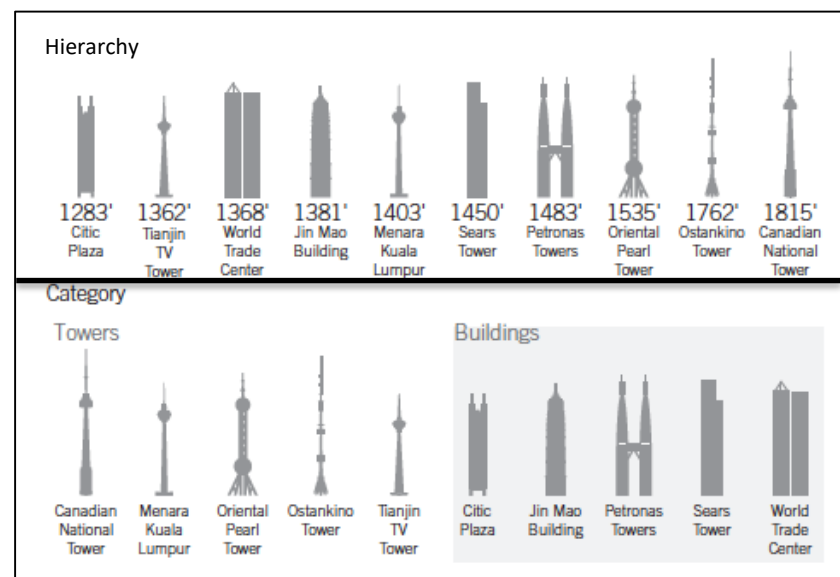 Hierarchy
1283' 1362' 1368' 1381' 1403' 1450' 1483' 1535' 1762' 1815'
Citic Tianjin World Jin Mao Menara Sears Petronas Oriental Ostankino Canadian
Plaza TV Trade Building Kuala Tower Towers Pearl Tower National
Tower Center Lumpur Tower Tower
Category
Towers Buildings
Canadian Menara Oriental Ostankino Tianjin Citic Jin Mao Petronas Sears World
National Kuala Pearl Tower TV Plaza Building Towers Tower Trade
Tower Lumpur Tower Tower Center